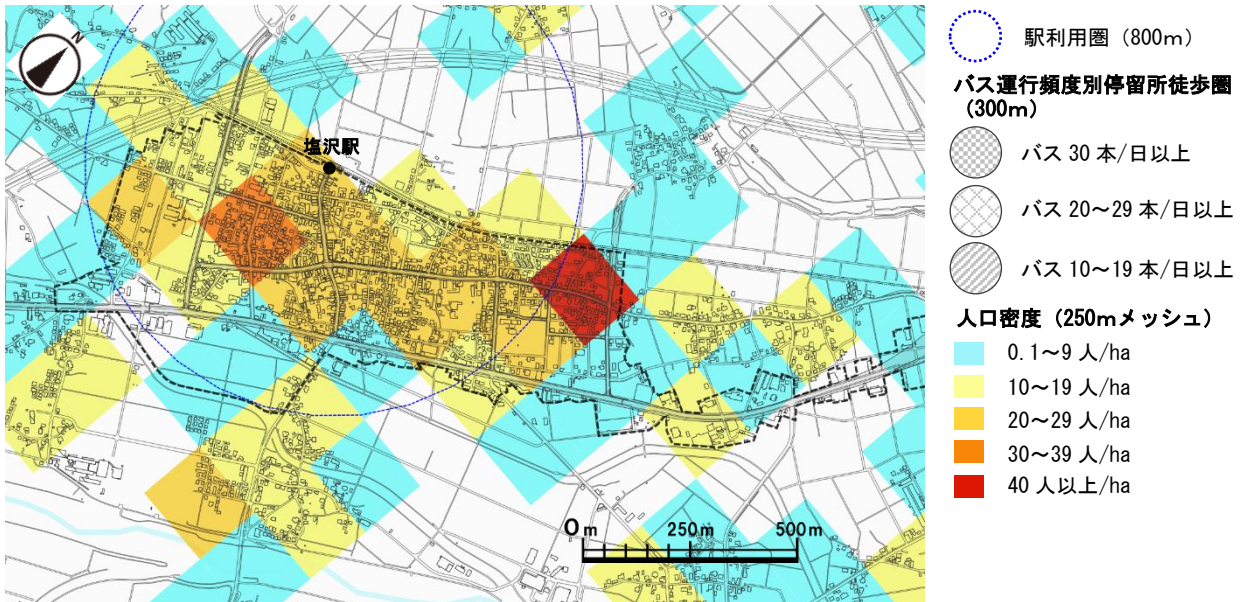 N
塩沢駅
0m 250m 500m
駅利用圏（800m）
バス運行頻度別停留所徒歩圏
（300m）
バス 30 本/日以上
バス 20～29 本/日以上
バス 10～19 本/日以上
人口密度（250mメッシュ）
0.1～9 人/ha
10～19 人/ha
20～29 人/ha
30～39 人/ha
40 人以上/ha